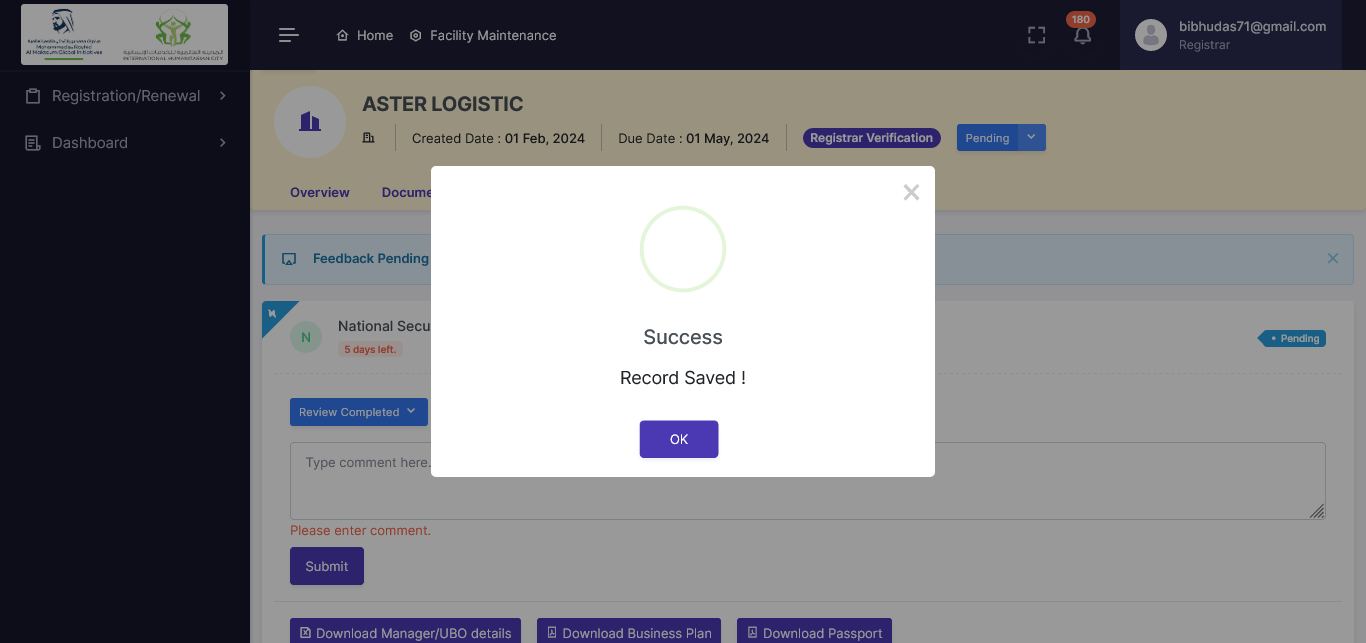 Mohammed bin Rashid
Al Maktoum Global Initiatives
INTERNATIONAL HUMANITARIAN CITY
Home
Facility Maintenance
180
bibhudas71@gmail.com
Registrar
Registration/Renewal
Dashboard
ASTER LOGISTIC
Created Date : 01 Feb, 2024
Due Date : 01 May, 2024
Registrar Verification
Pending
Overview
Docume
Feedback Pending
N
National Secu
5 days left.
Pending
Success
Record Saved !
OK
Review Completed
Type comment here.
Please enter comment.
Submit
Download Manager/UBO details
Download Business Plan
Download Passport